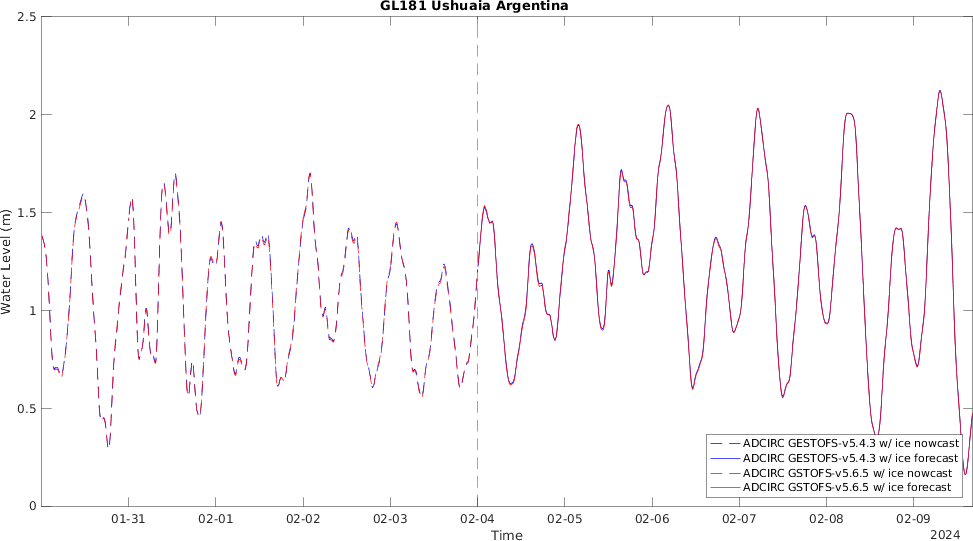 GL181 Ushuaia Argentina
2.5
2
1.5
1
0.5
0
Water Level (m)
ADCIRC GESTOFS-v5.4.3 w/ ice nowcast
ADCIRC GESTOFS-v5.4.3 w/ ice forecast
ADCIRC GSTOFS-v5.6.5 w/ ice nowcast
ADCIRC GSTOFS-v5.6.5 w/ ice forecast
01-31 02-01 02-02 02-03 02-04 02-05 02-06 02-07 02-08 02-09
Time
2024